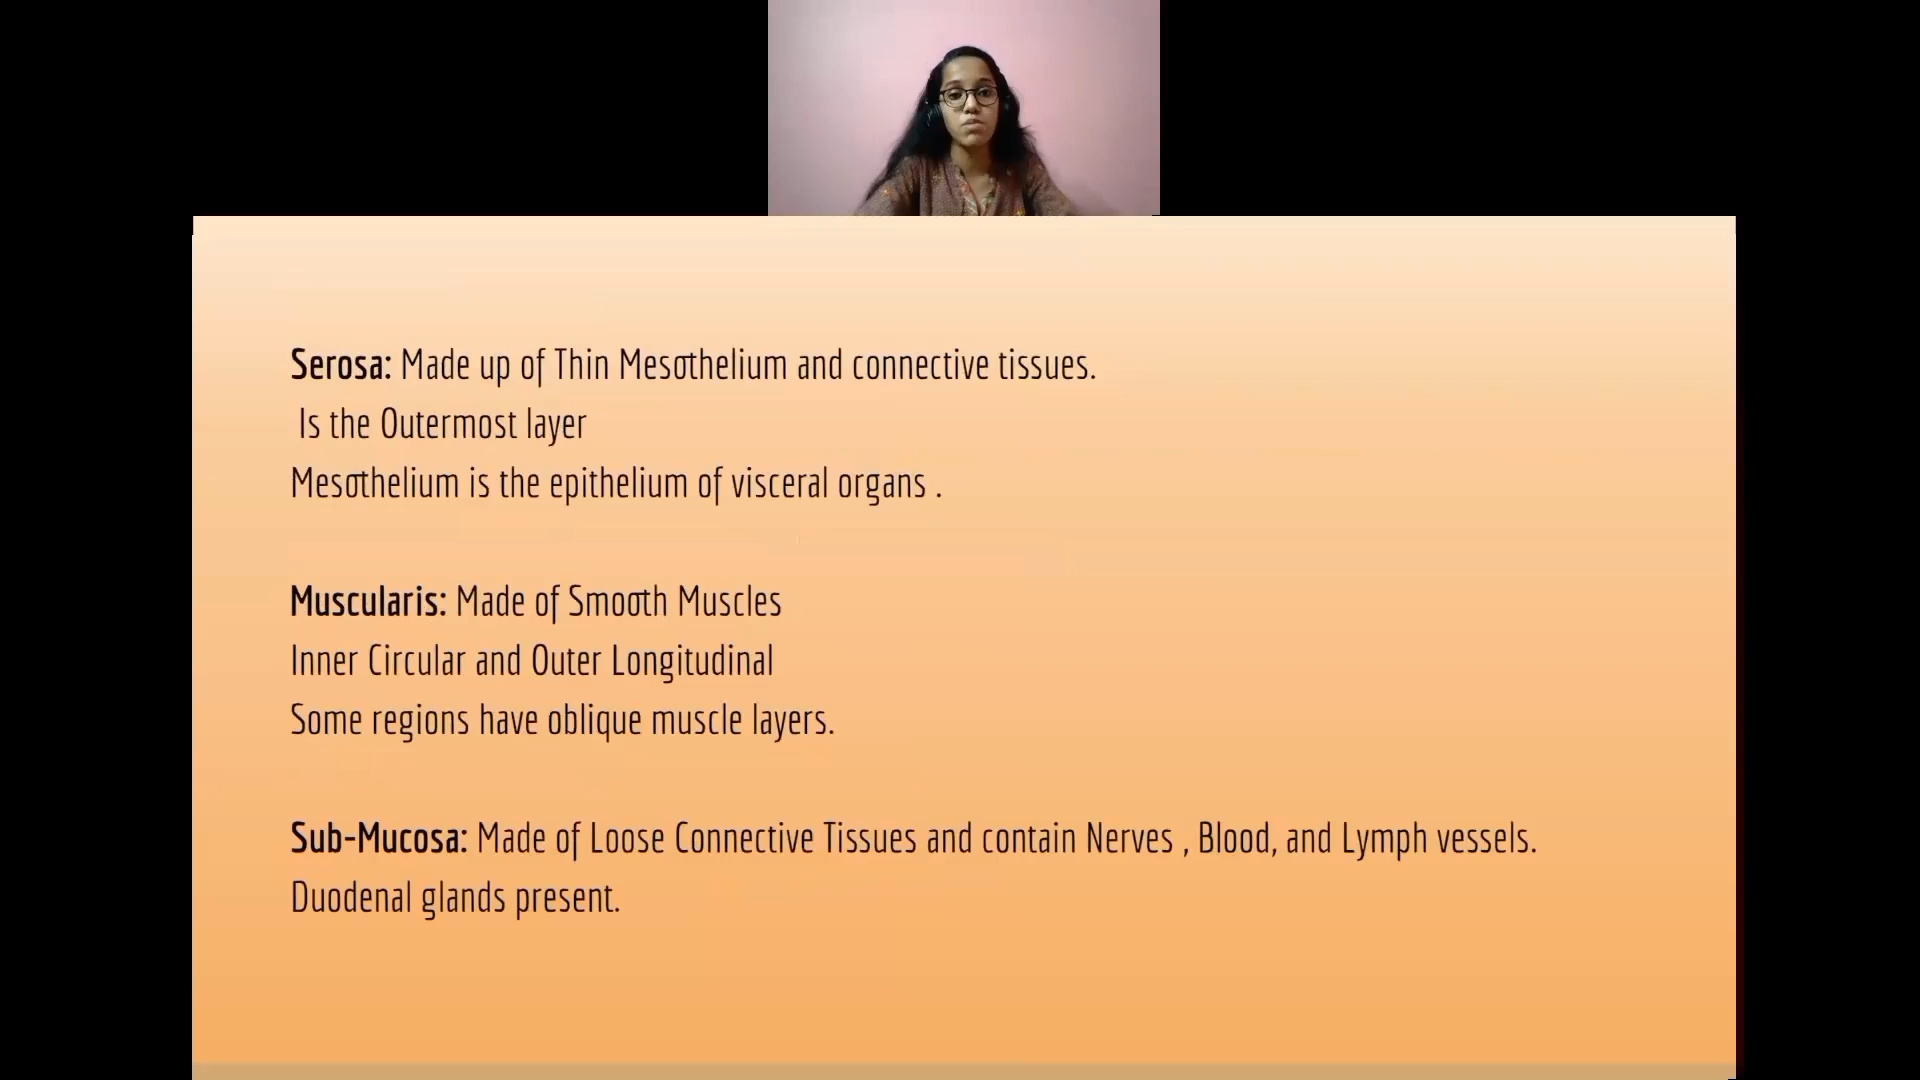 Serosa: Made up of Thin Mesothelium and connective tissues.
Is the Outermost layer
Mesothelium is the epithelium of visceral organs .
Muscularis: Made of Smooth Muscles
Inner Circular and Outer Longitudinal
Some regions have oblique muscle layers.
Sub-Mucosa: Made of Loose Connective Tissues and contain Nerves , Blood, and Lymph vessels.
Duodenal glands present.